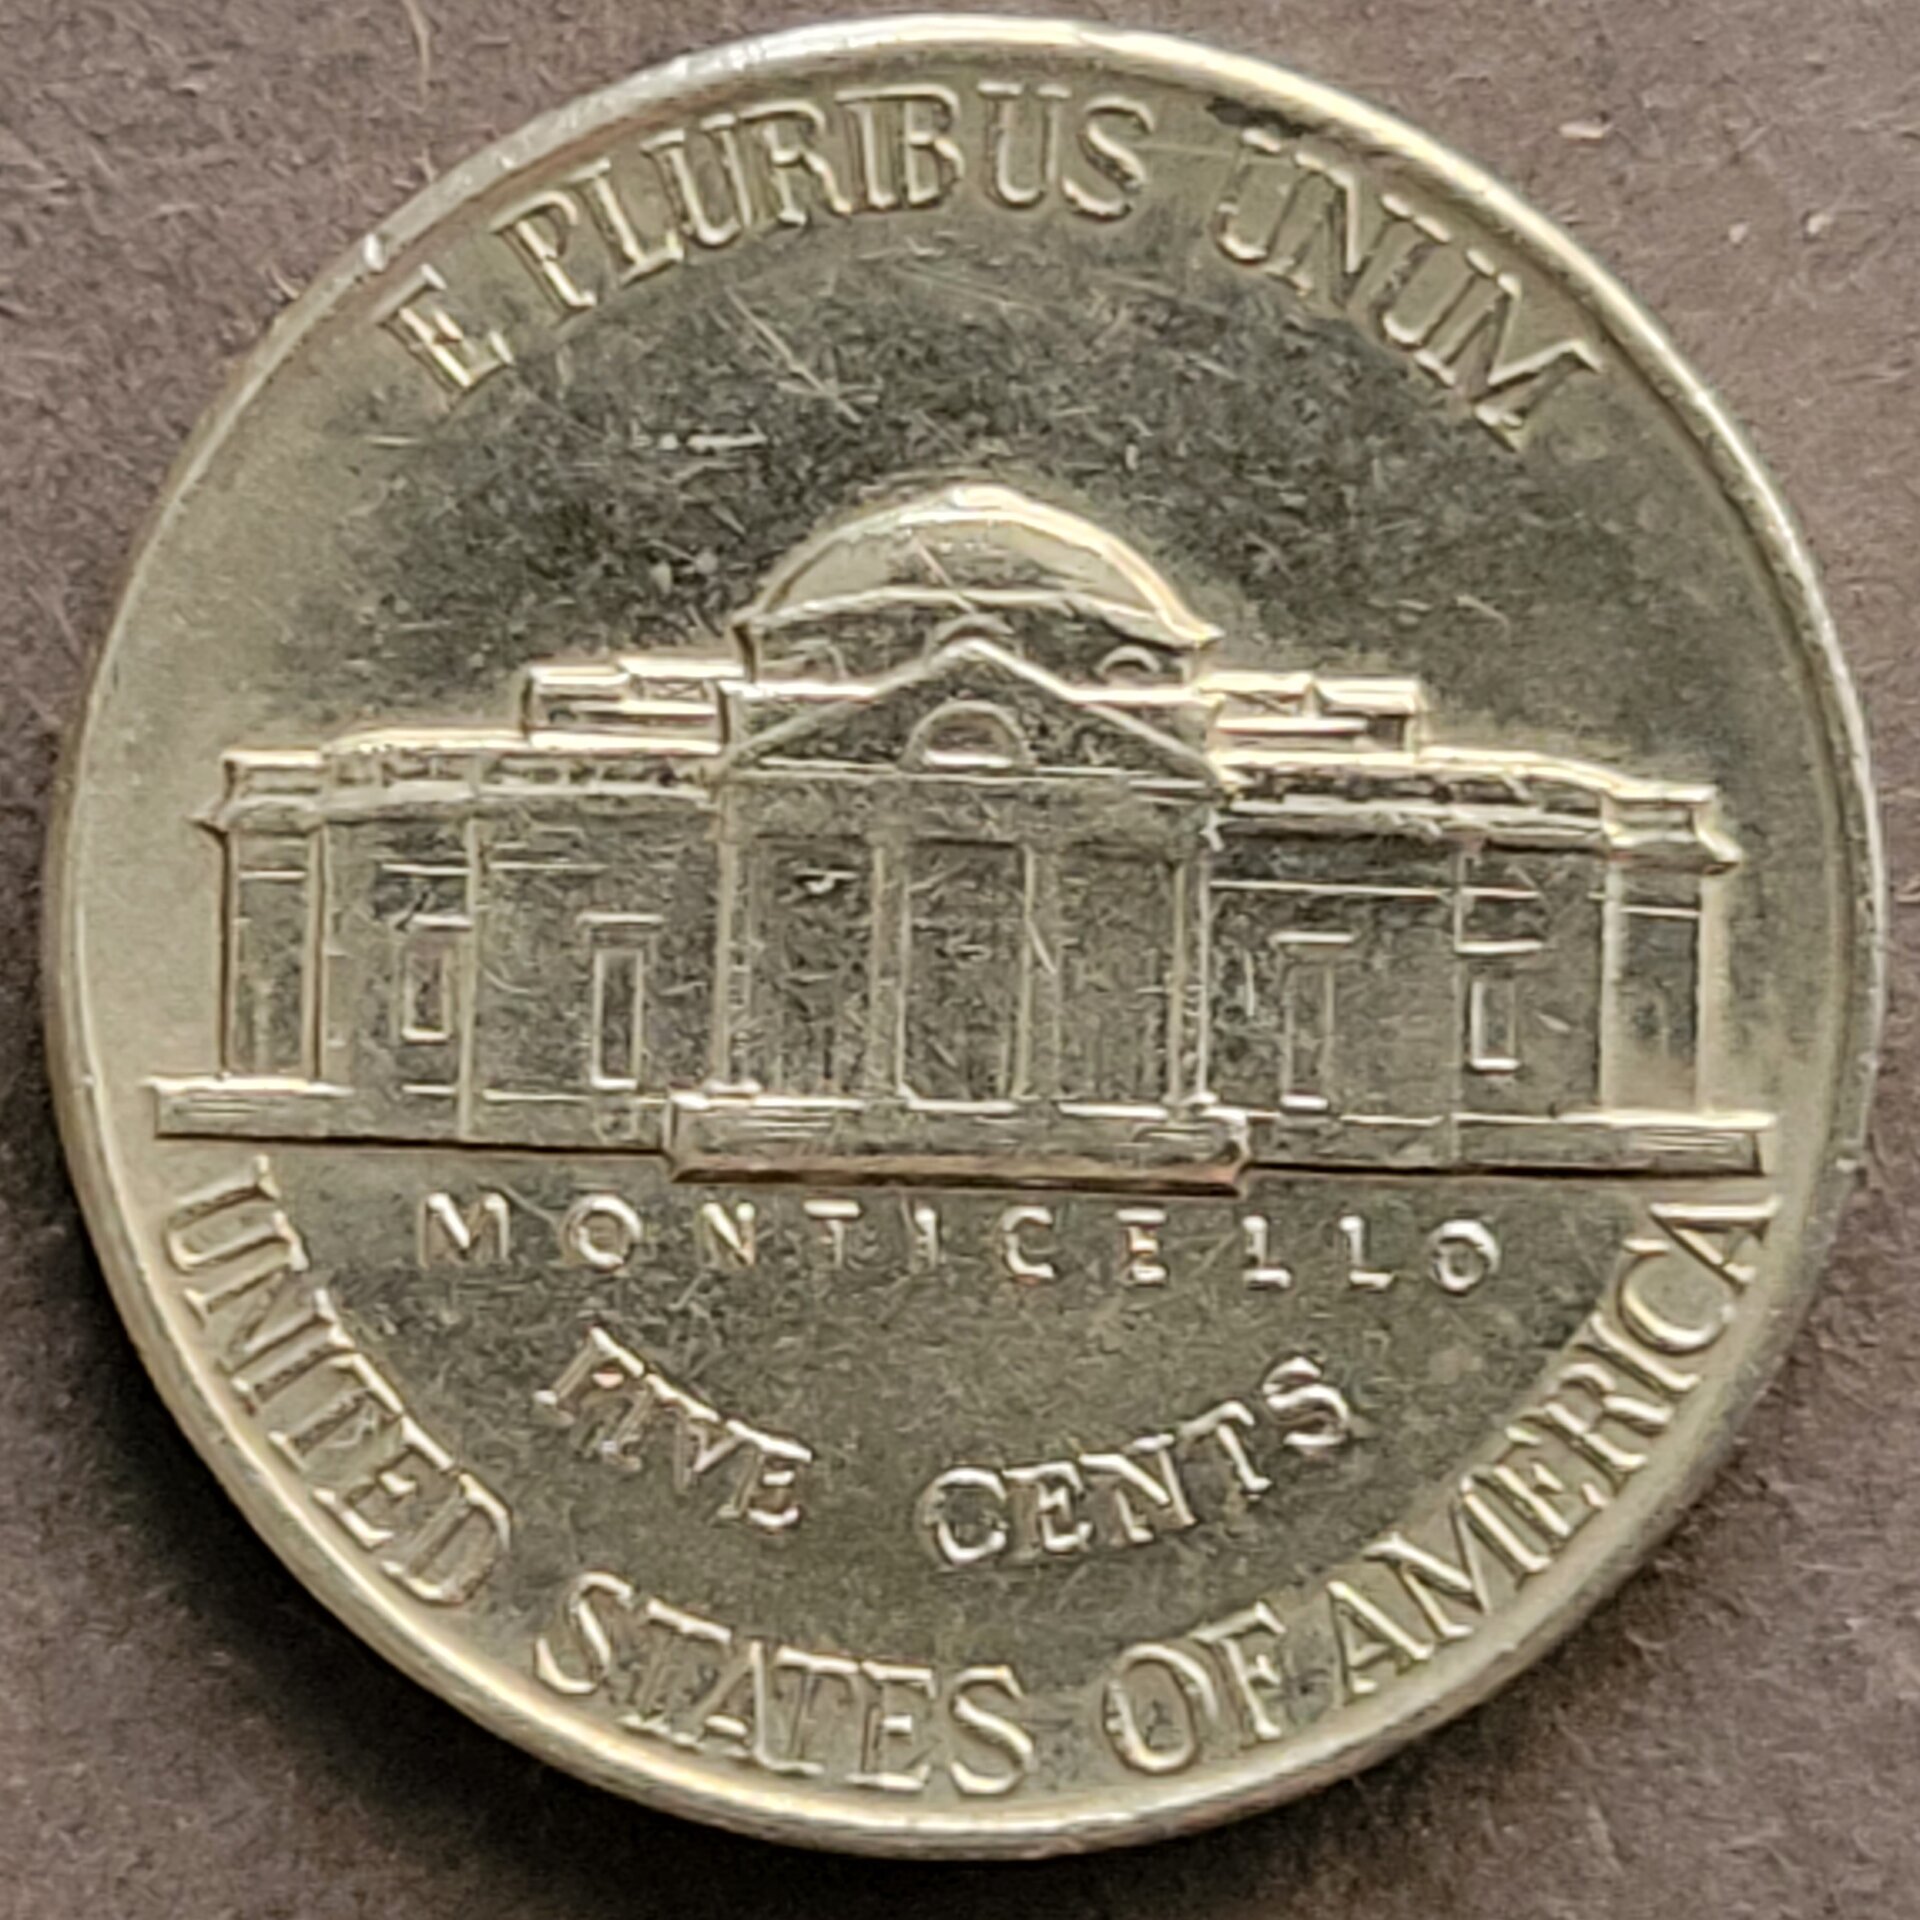 E PLURIBUS UNUM
MONTICELLO
FIVE CENTS
UNITED STATES OF AMERICA